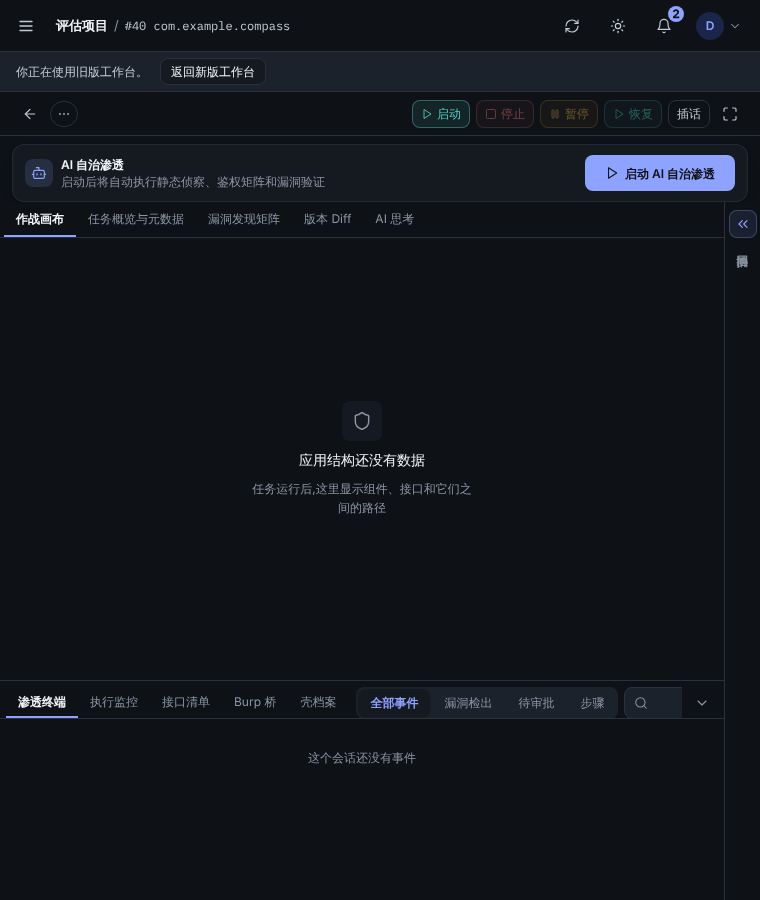 评估项目 / #40 com.example.compass
2
D
你正在使用旧版工作台。 返回新版工作台
启动 停止 暂停 恢复 插话
AI 自治渗透
启动后将自动执行静态侦察、鉴权矩阵和漏洞验证
启动 AI 自治渗透
作战画布 任务概览与元数据 漏洞发现矩阵 版本 Diff AI 思考
应用结构还没有数据
任务运行后,这里显示组件、接口和它们之
间的路径
渗透终端 执行监控 接口清单 Burp 桥 壳档案 全部事件 漏洞检出 待审批 步骤
这个会话还没有事件